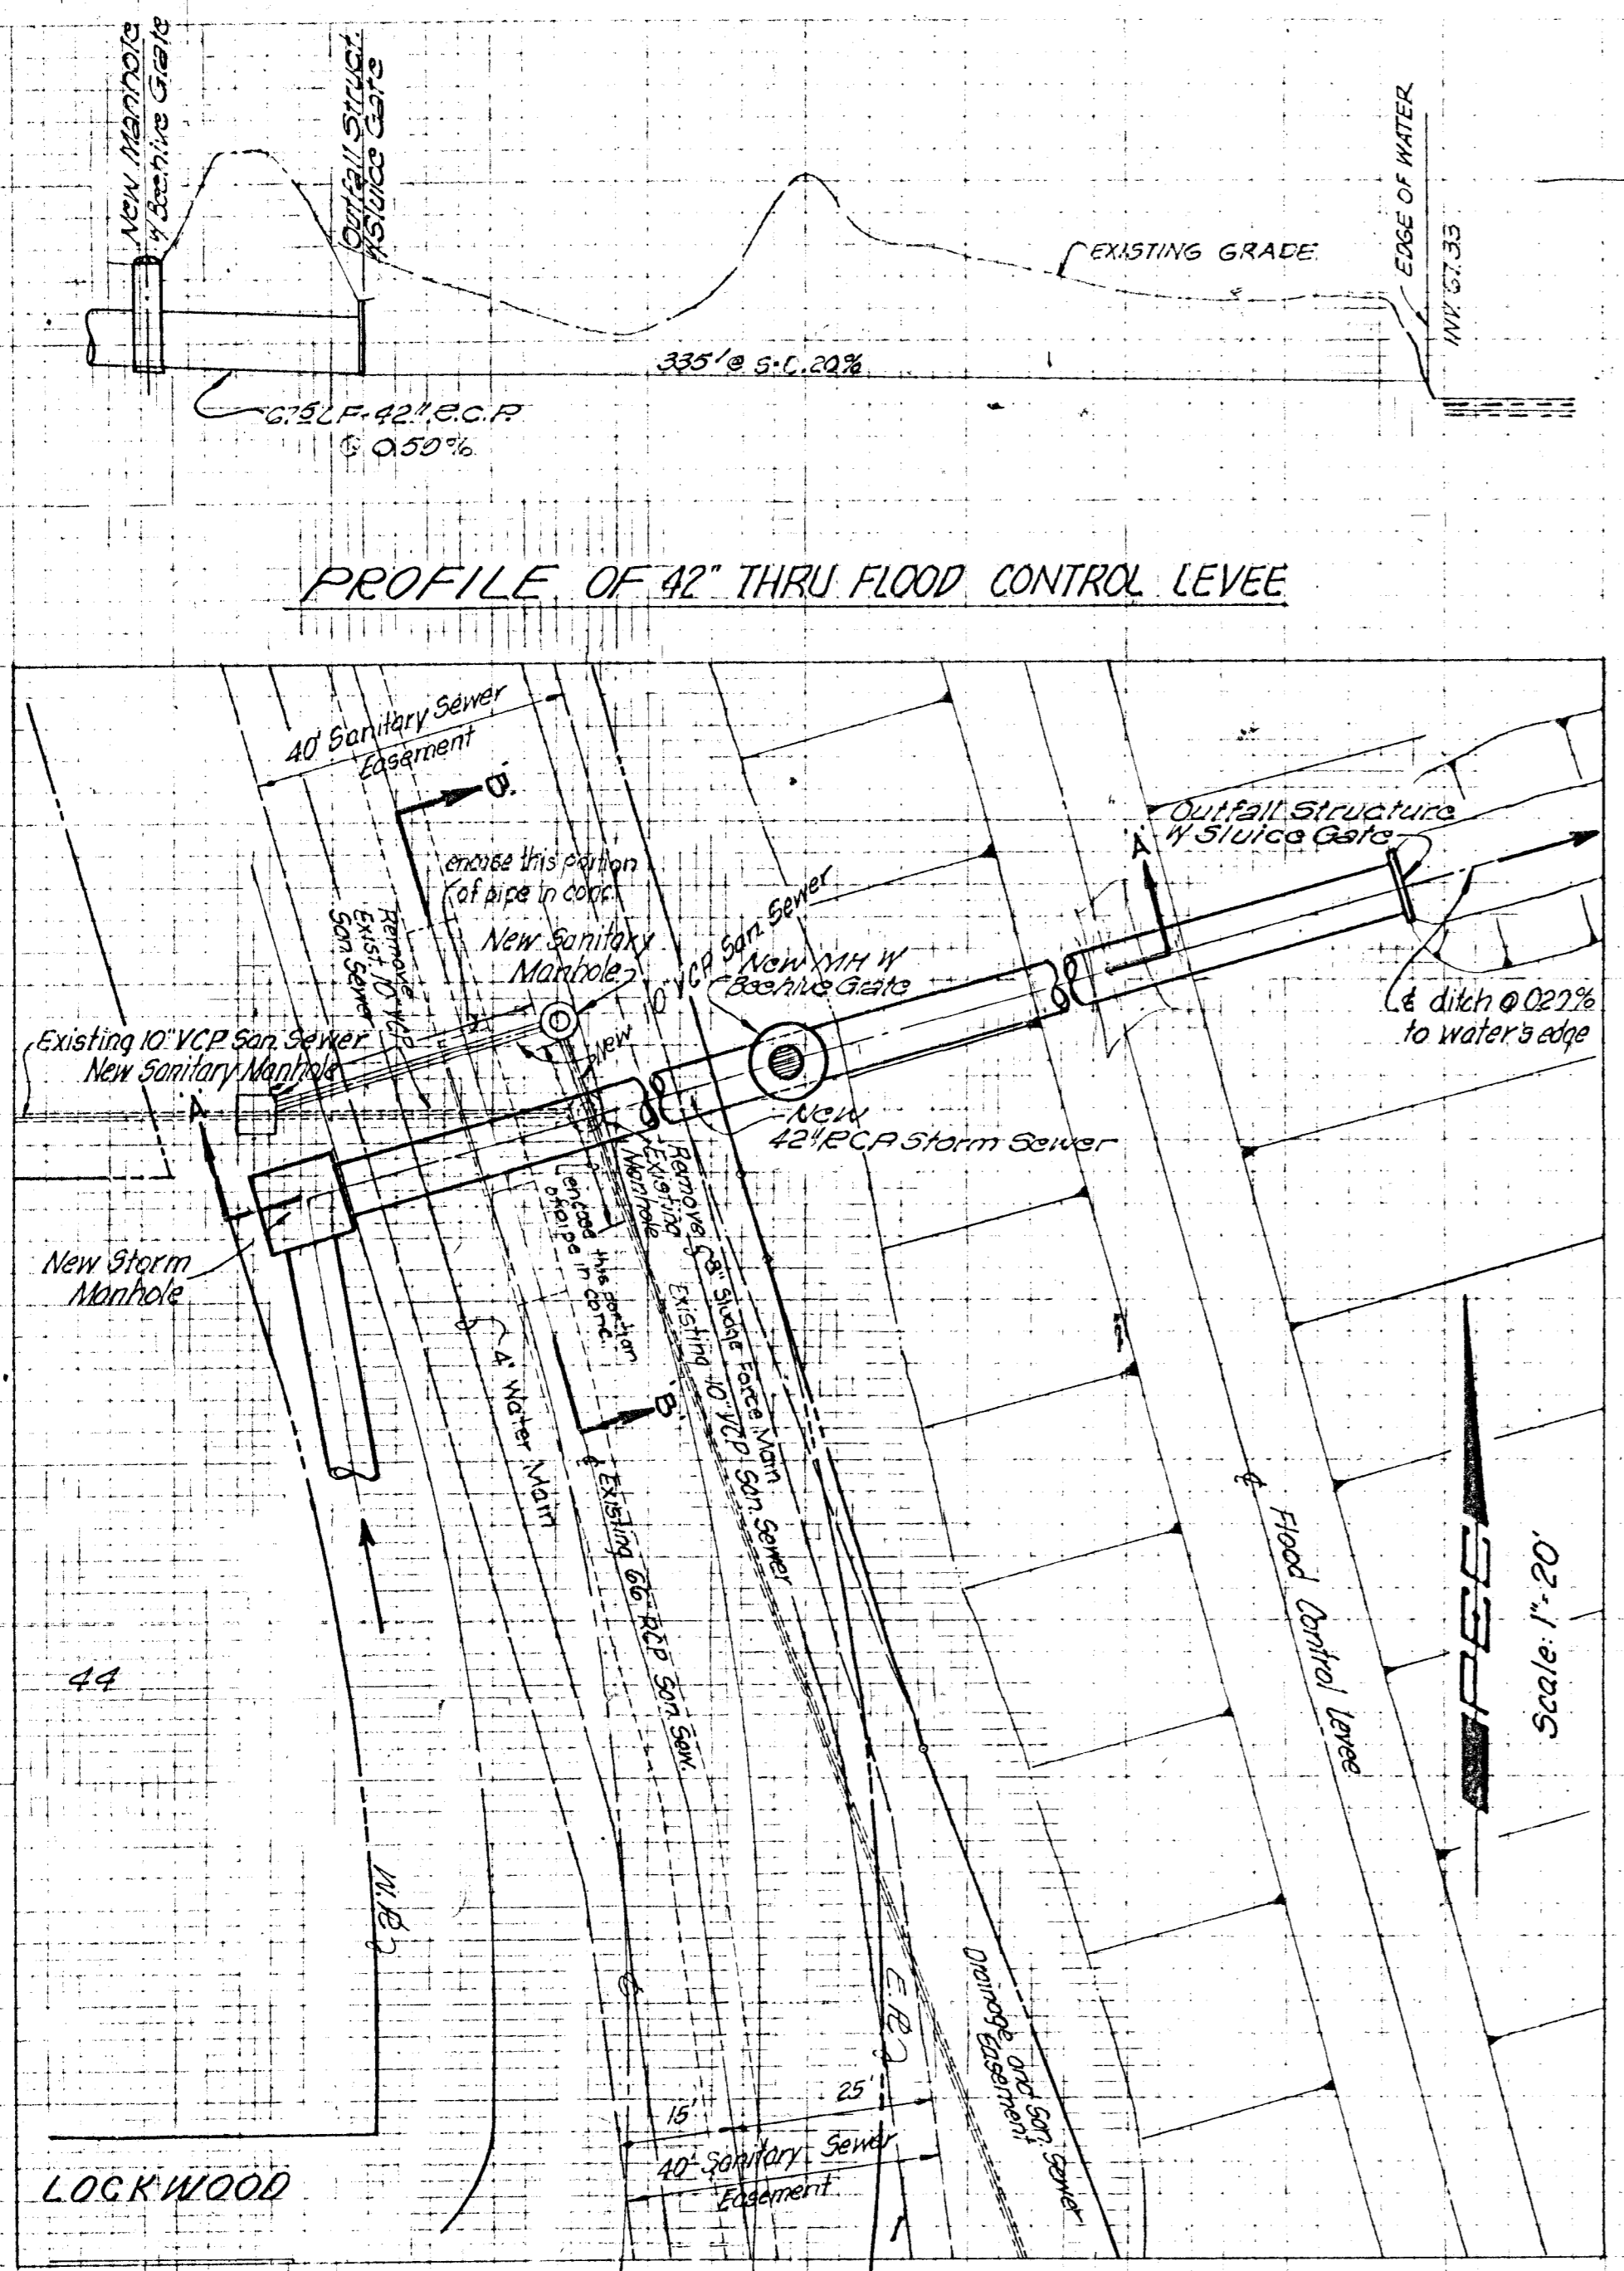 New Manhole
w/ Beehive Grate
Outfall Struct.
w/ Sluice Gate
EXISTING GRADE
EDGE OF WATER
INV. 67.33
335' @ S=0.20%
67.5 LF-42" R.C.P.
@ 0.50%
PROFILE OF 42" THRU FLOOD CONTROL LEVEE
40' Sanitary Sewer
Easement
'B'
encase this portion
of pipe in conc.
Remove
Exist. 10" VCP
San Sewer
New Sanitary
Manhole
New 10" VCP San. Sewer
New MH W
Beehive Grate
'A'
Outfall Structure
W/ Sluice Gate
℄ ditch @ 0.20%
to water's edge
Existing 10" VCP San. Sewer
New Sanitary Manhole
'A'
New
42" RCP Storm Sewer
New Storm
Manhole
encase this portion
of pipe in conc.
Remove
Existing
Manhole
8" Sludge Force Main
Existing 10" VCP San. Sewer
4" Water Main
'B'
℄ Existing 66" RCP San. Sew.
℄ Flood Control Levee
Scale: 1"=20'
44
Drainage and San. Sewer
Easement
15'
25'
40' Sanitary Sewer
Easement
LOCKWOOD